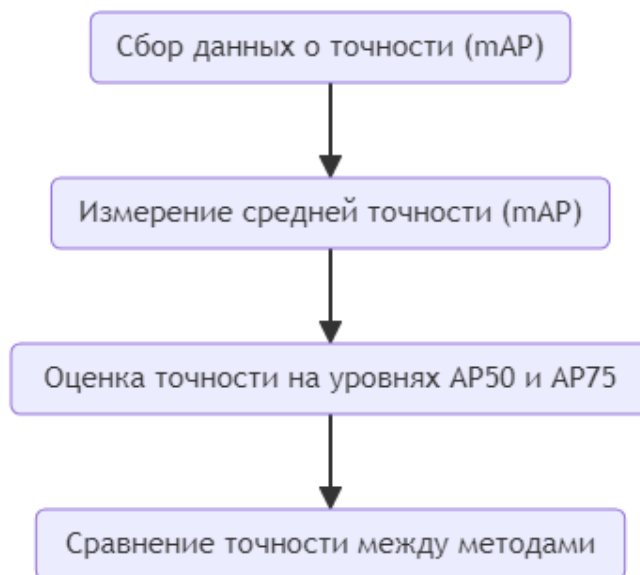 Сбор данных о точности (mAP)
Измерение средней точности (mAP)
Оценка точности на уровнях AP50 и AP75
Сравнение точности между методами